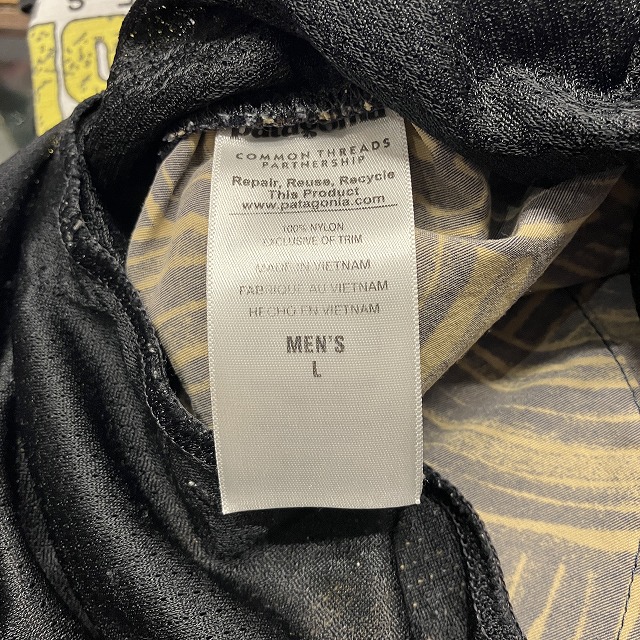 patagonia
COMMON THREADS
PARTNERSHIP
Repair, Reuse, Recycle
This Product
www.patagonia.com
100% NYLON
EXCLUSIVE OF TRIM
MADE IN VIETNAM
FABRIQUE AU VIETNAM
HECHO EN VIETNAM
MEN'S
L